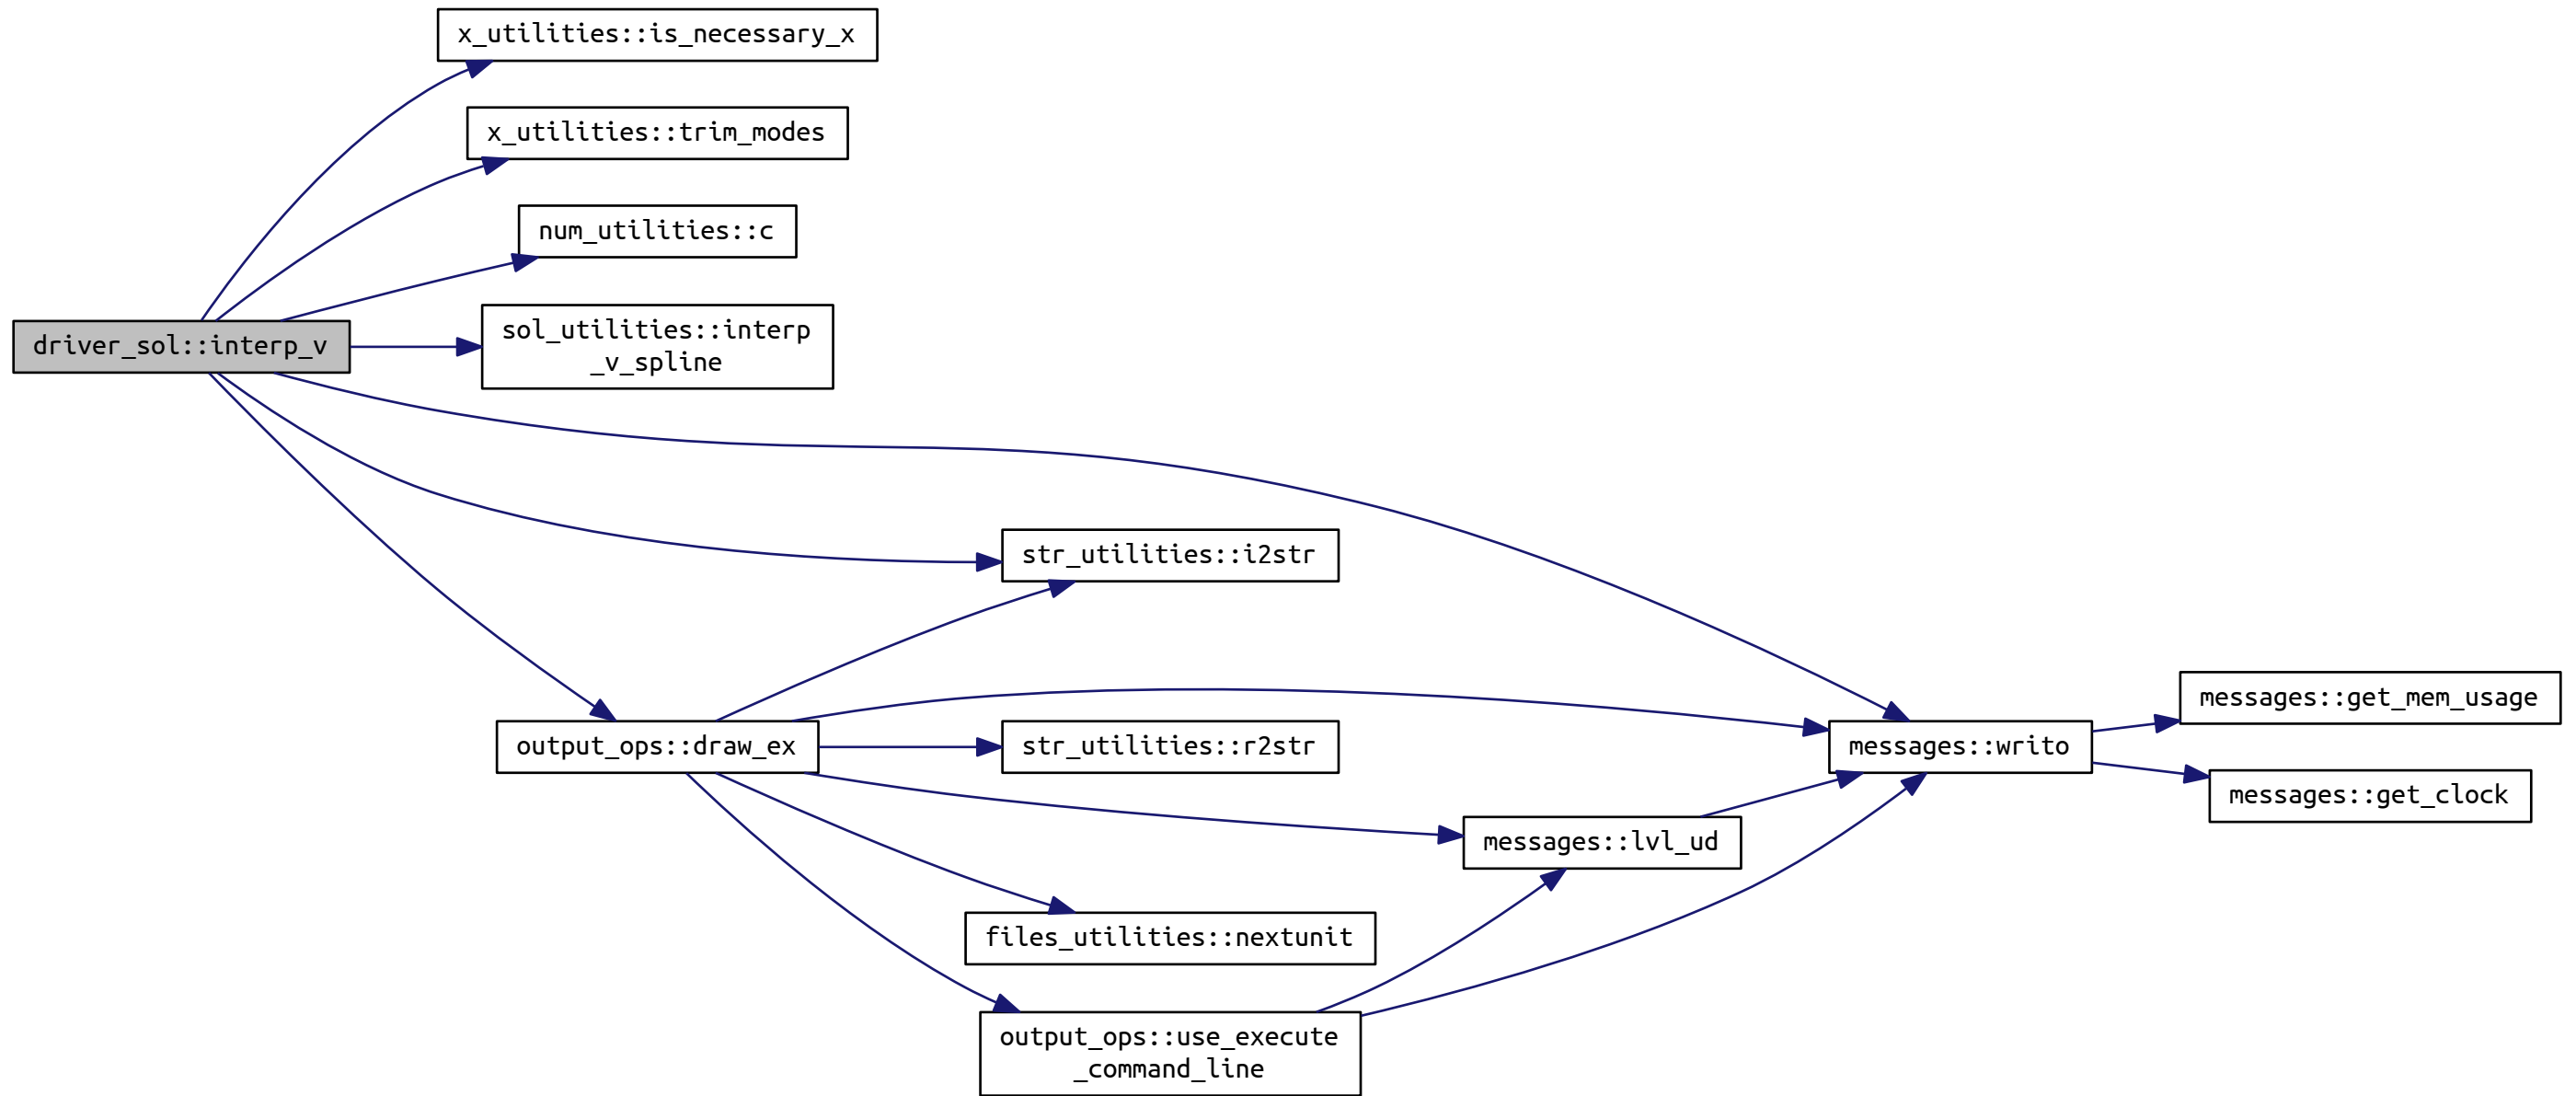 x_utilities::is_necessary_x
x_utilities::trim_modes
num_utilities::c
driver_sol::interp_v
sol_utilities::interp
_v_spline
str_utilities::i2str
output_ops::draw_ex
str_utilities::r2str
messages::writo
messages::get_mem_usage
messages::get_clock
messages::lvl_ud
files_utilities::nextunit
output_ops::use_execute
_command_line